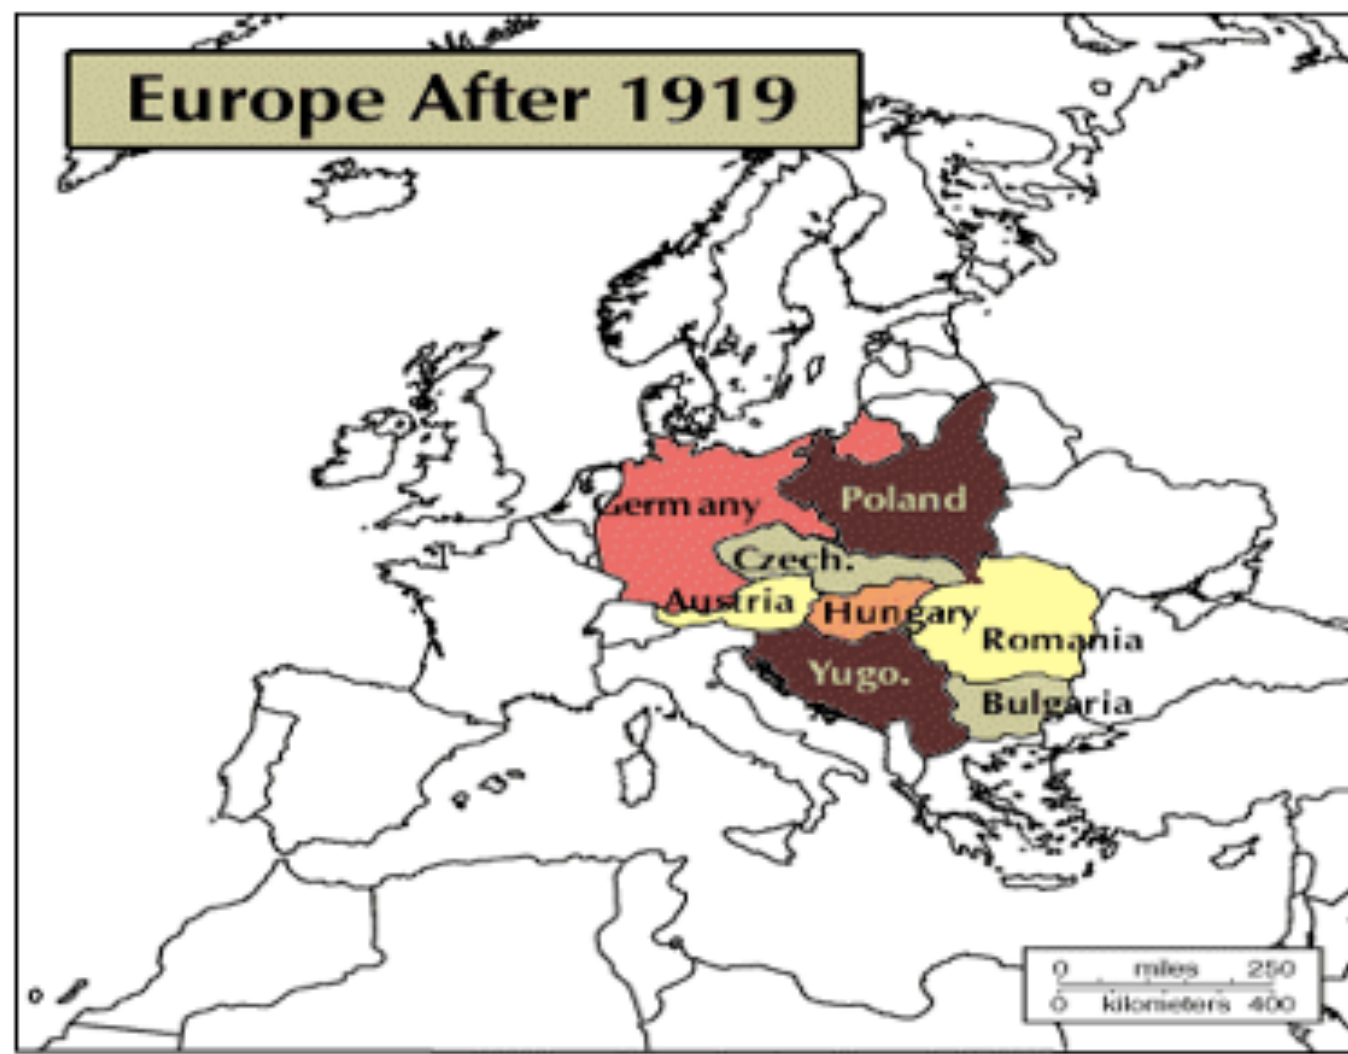 Europe After 1919
Germany
Poland
Czech.
Austria
Hungary
Romania
Yugo.
Bulgaria
0 miles 250
0 kilometers 400